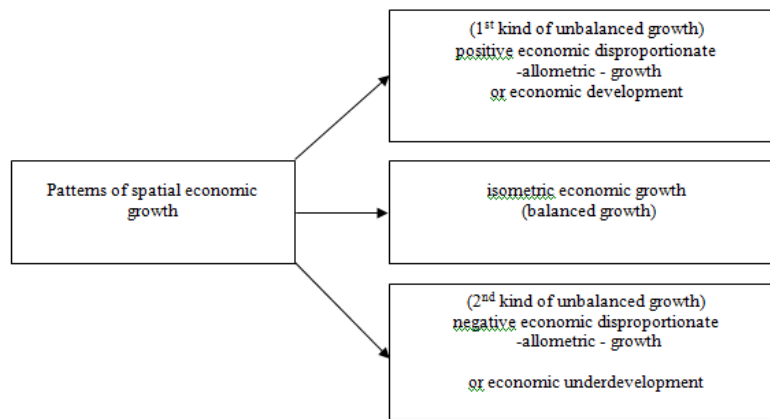 (1st kind of unbalanced growth)
positive economic disproportionate
-allometric - growth
or economic development
Patterns of spatial economic
growth
isometric economic growth
(balanced growth)
(2nd kind of unbalanced growth)
negative economic disproportionate
-allometric - growth
or economic underdevelopment